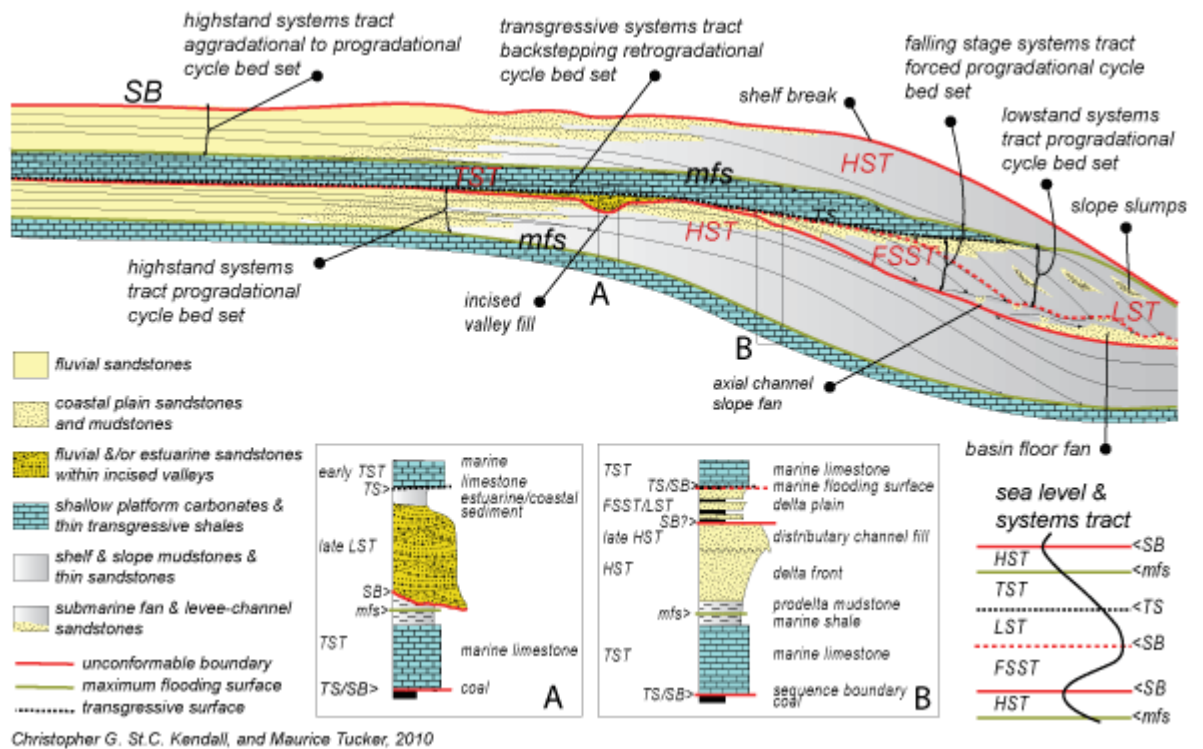 highstand systems tract
aggradational to progradational
cycle bed set
transgressive systems tract
backstepping retrogradational
cycle bed set
falling stage systems tract
forced progradational cycle
bed set
SB
shelf break
lowstand systems
tract progradational
cycle bed set
slope slumps
HST
TST
mfs
TS
mfs
HST
FSST
LST
highstand systems
tract progradational
cycle bed set
incised
valley fill
A
B
axial channel
slope fan
basin floor fan
fluvial sandstones
coastal plain sandstones
and mudstones
fluvial &/or estuarine sandstones
within incised valleys
shallow platform carbonates &
thin transgressive shales
shelf & slope mudstones &
thin sandstones
submarine fan & levee-channel
sandstones
unconformable boundary
maximum flooding surface
transgressive surface
early TST
marine
limestone
TS>
estuarine/coastal
sediment
late LST
SB>
mfs>
TST
marine limestone
TS/SB>
coal
A
TST
marine limestone
TS/SB>
marine flooding surface
FSST/LST
delta plain
SB?>
late HST
distributary channel fill
HST
delta front
prodelta mudstone
mfs>
marine shale
TST
marine limestone
TS/SB>
sequence boundary
coal
B
sea level &
systems tract
<SB
HST
<mfs
TST
<TS
LST
<SB
FSST
<SB
HST
<mfs
Christopher G. St.C. Kendall, and Maurice Tucker, 2010